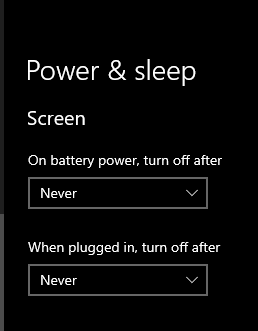 Power & sleep
Screen
On battery power, turn off after
Never
When plugged in, turn off after
Never